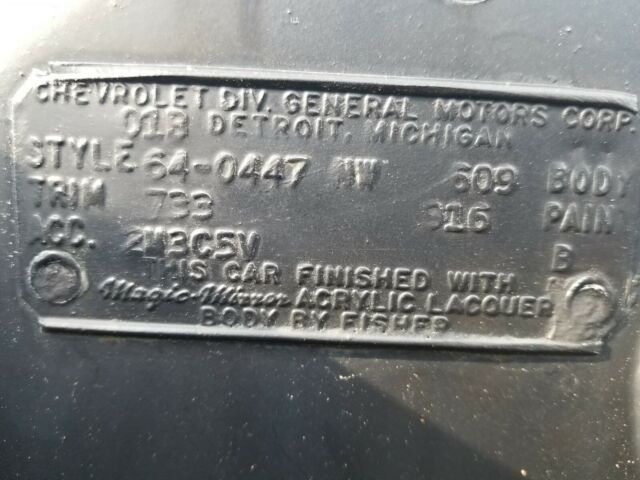 CHEVROLET DIV. GENERAL MOTORS CORP.
01B DETROIT, MICHIGAN
STYLE 64-0447 NW 609 BODY
TRIM 733 916 PAINT
ACC. 2M3C5V B
THIS CAR FINISHED WITH
Magic-Mirror ACRYLIC LACQUER
BODY BY FISHER